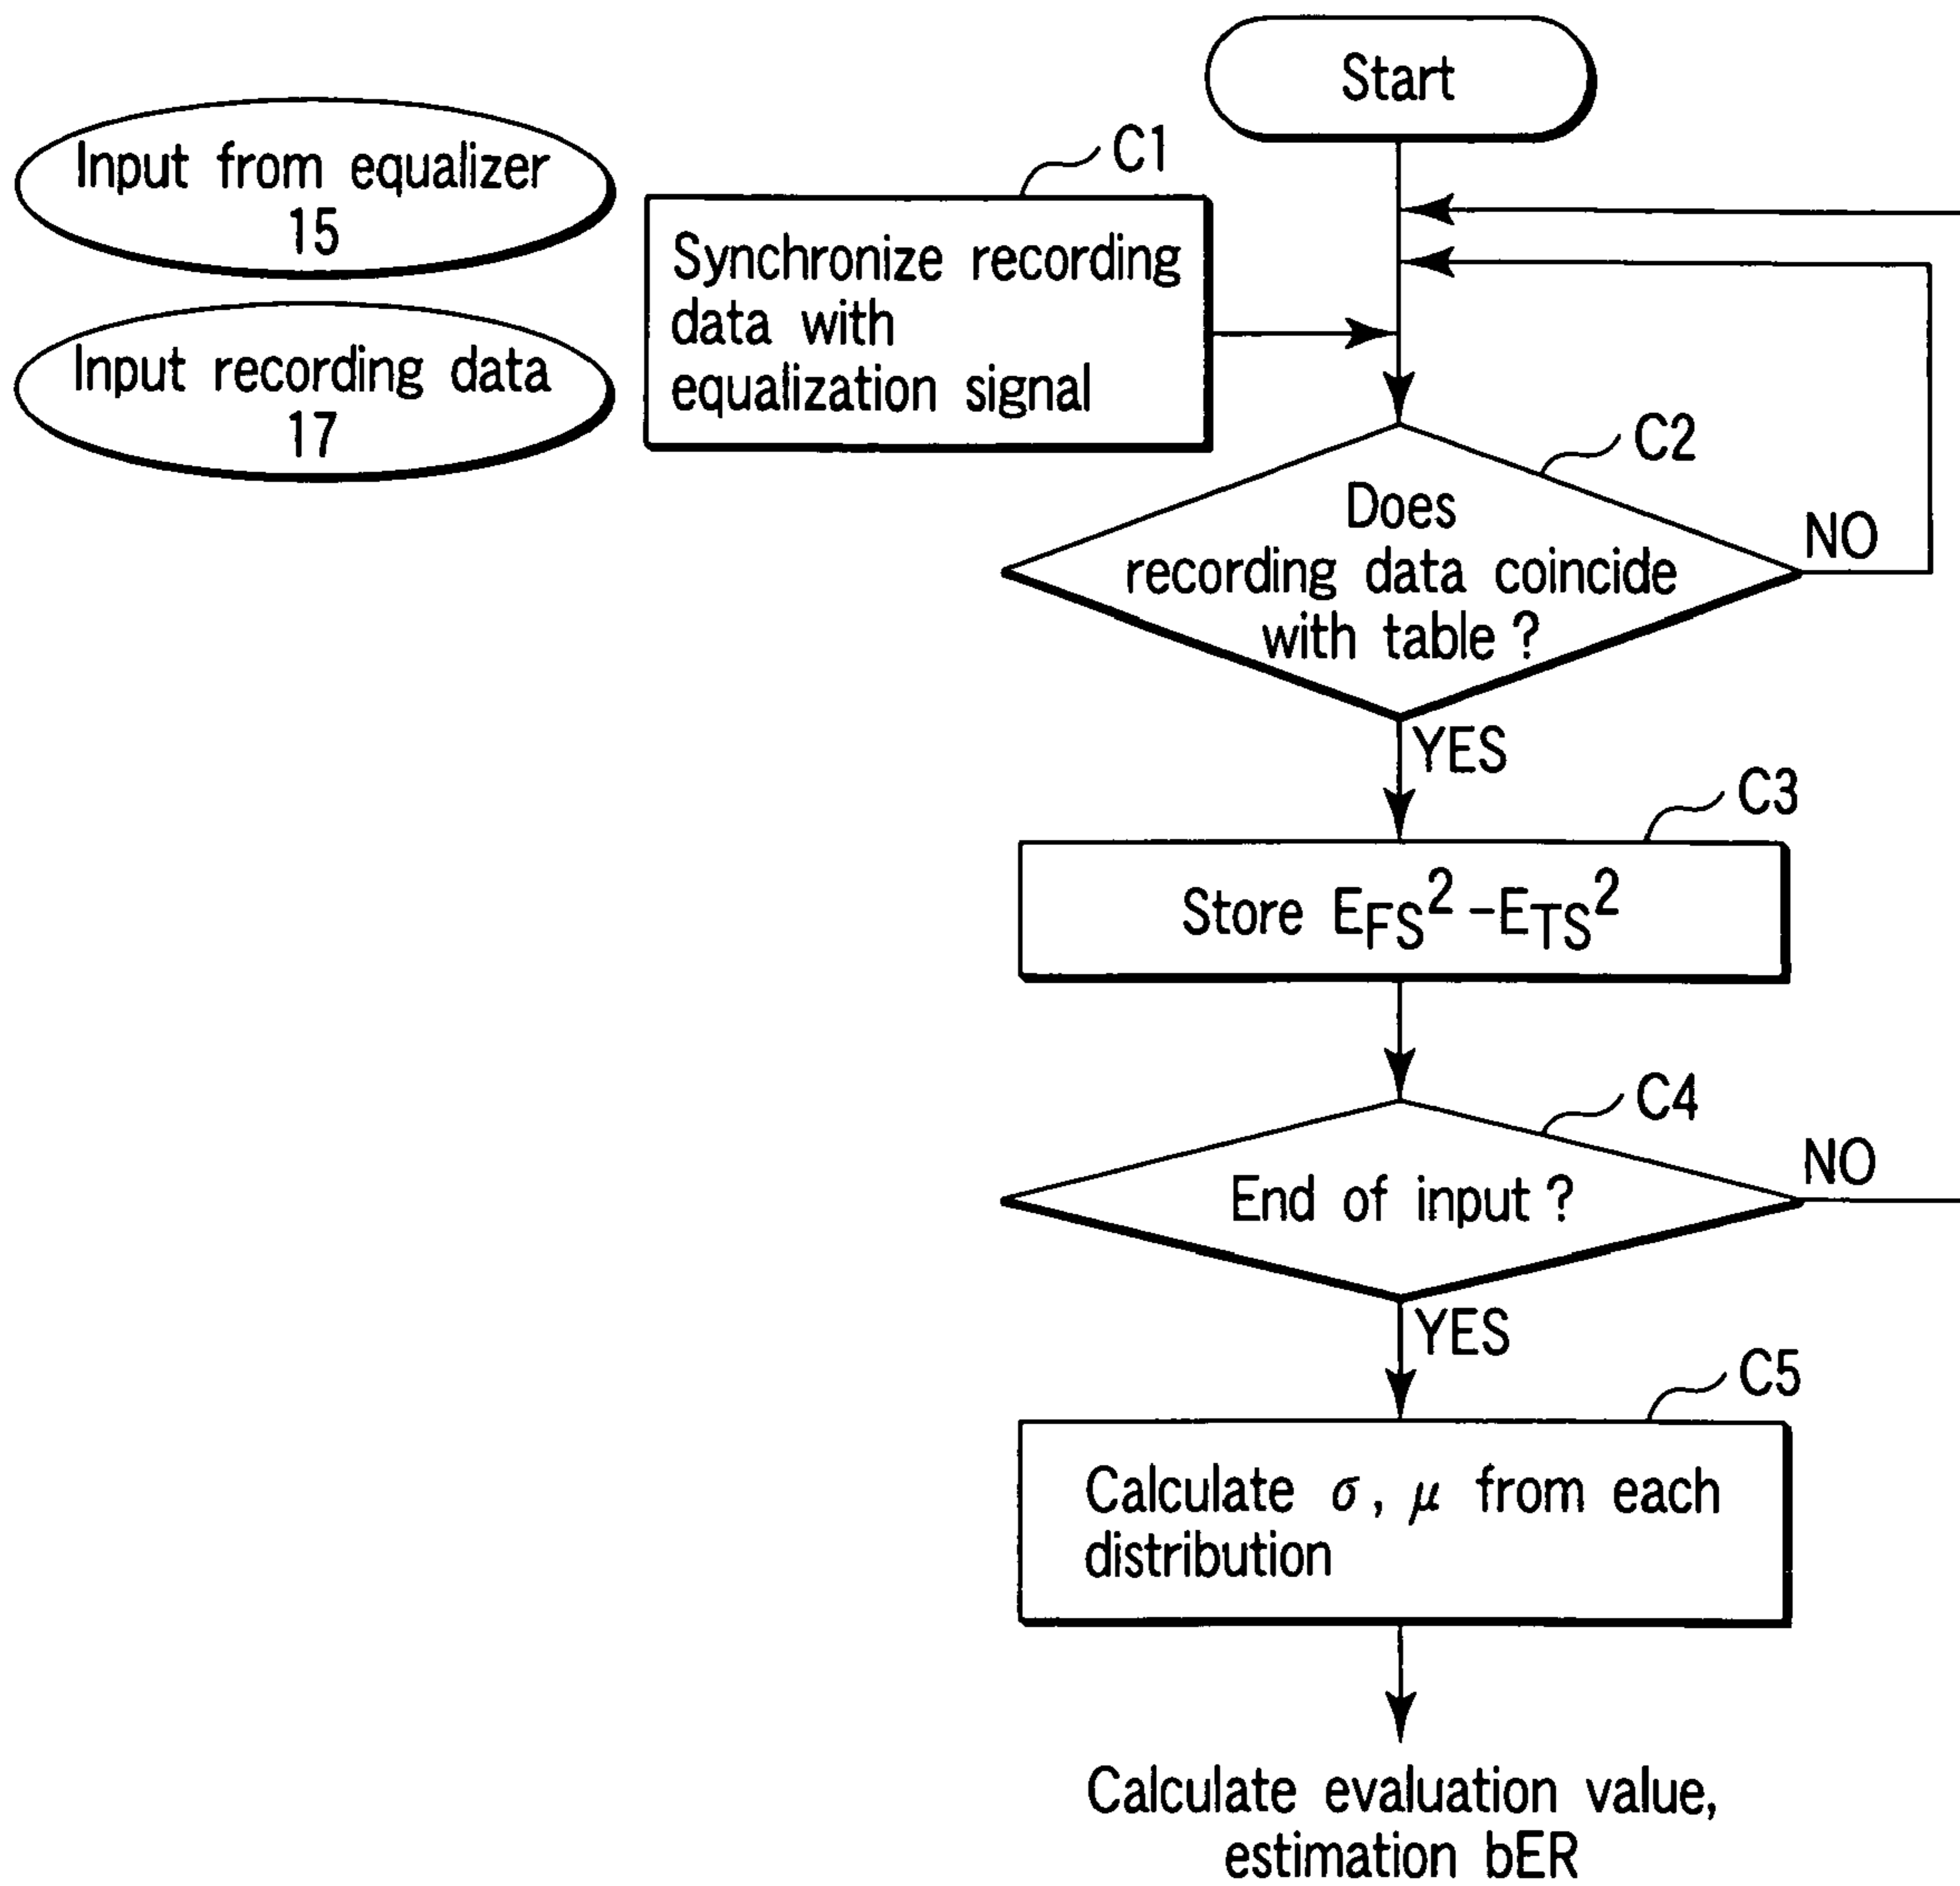 Start
Input from equalizer
15
Input recording data
17
C1
Synchronize recording
data with
equalization signal
C2
Does
recording data coincide
with table ?
NO
YES
C3
Store E_FS² - E_TS²
C4
End of input ?
NO
YES
C5
Calculate σ, μ from each
distribution
Calculate evaluation value,
estimation bER